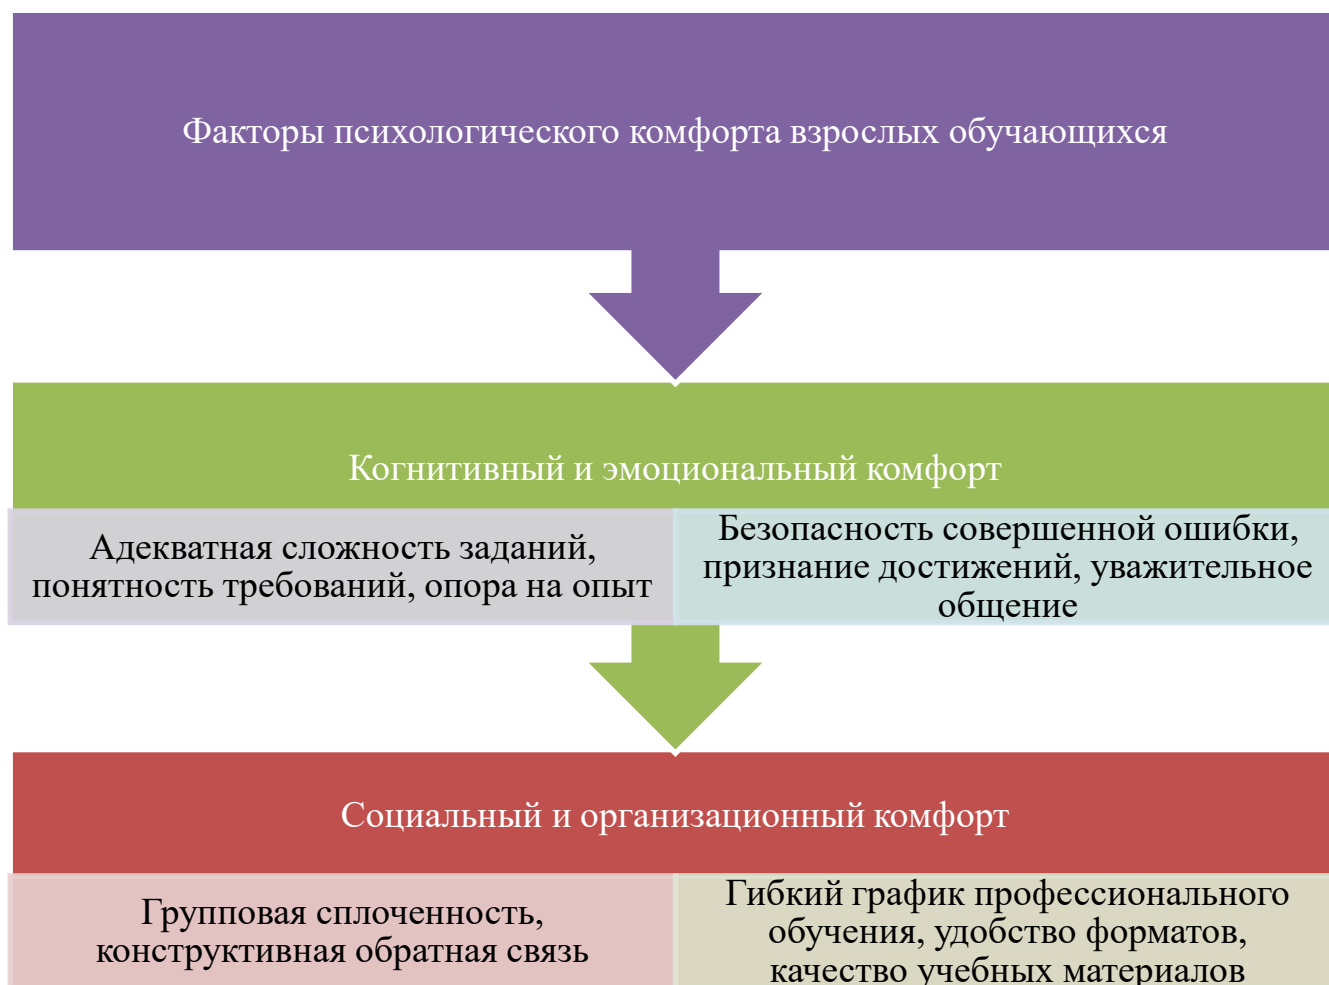 Факторы психологического комфорта взрослых обучающихся
Когнитивный и эмоциональный комфорт
Адекватная сложность заданий,
понятность требований, опора на опыт
Безопасность совершенной ошибки,
признание достижений, уважительное
общение
Социальный и организационный комфорт
Групповая сплоченность,
конструктивная обратная связь
Гибкий график профессионального
обучения, удобство форматов,
качество учебных материалов